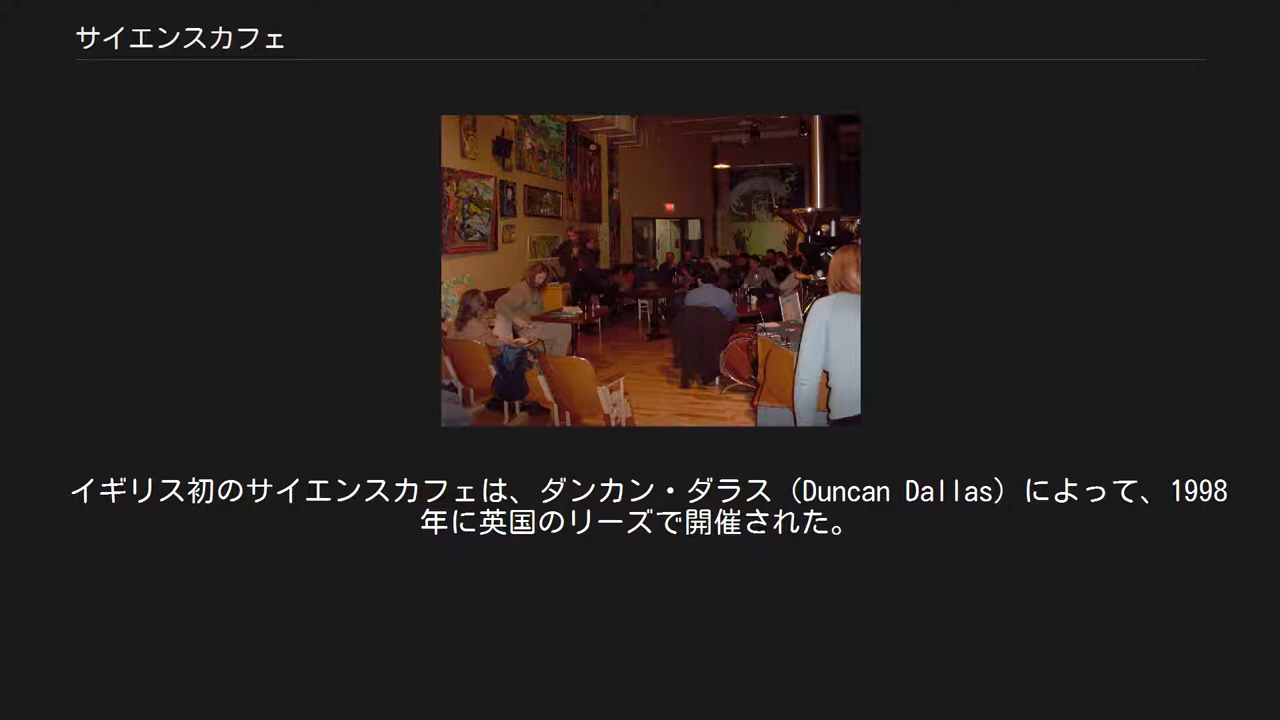 サイエンスカフェ
イギリス初のサイエンスカフェは、ダンカン・ダラス（Duncan Dallas）によって、1998
年に英国のリーズで開催された。